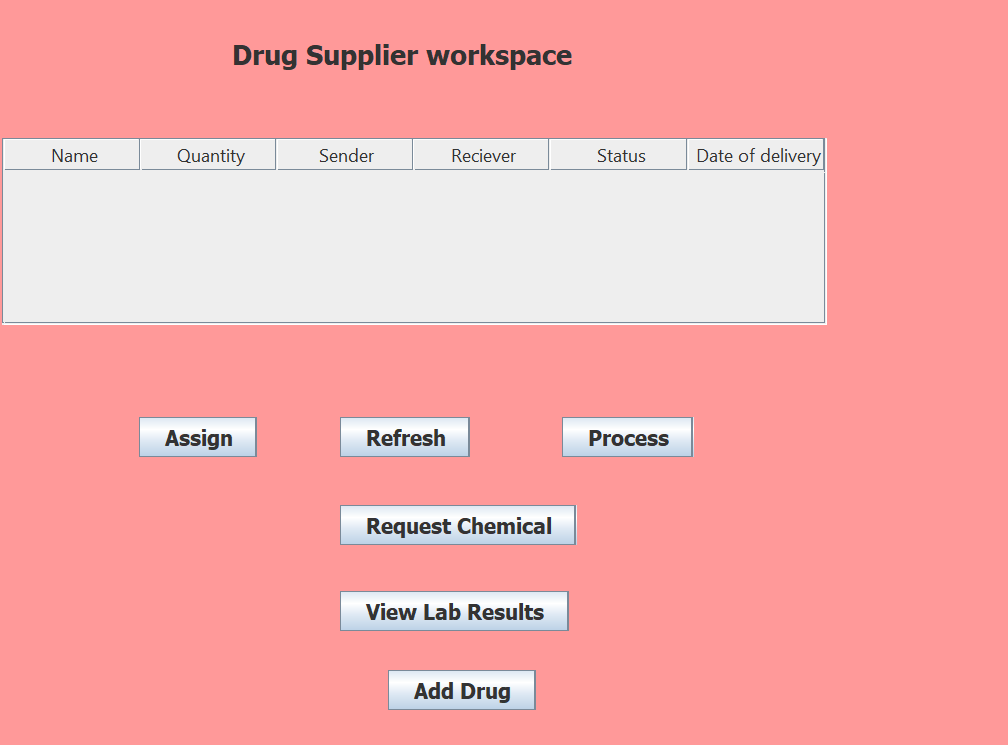 Drug Supplier workspace
Name Quantity Sender Reciever Status Date of delivery
Assign Refresh Process
Request Chemical
View Lab Results
Add Drug